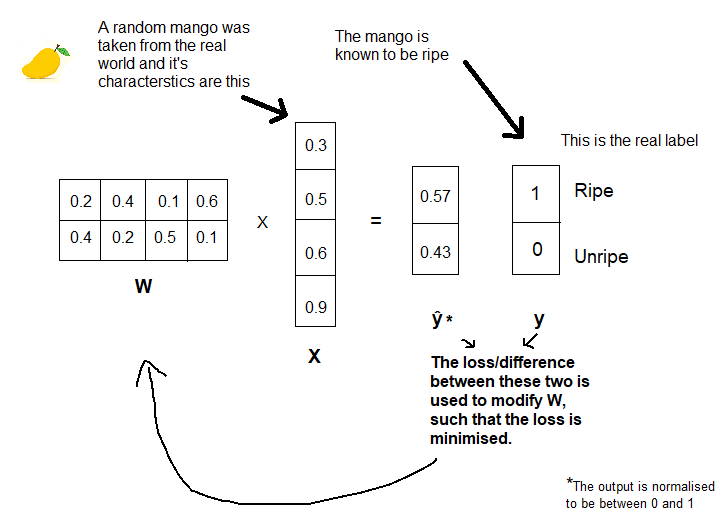 A random mango was
taken from the real
world and it's
characterstics are this
The mango is
known to be ripe
This is the real label
0.2 0.4 0.1 0.6
0.4 0.2 0.5 0.1
W
X
0.3
0.5
0.6
0.9
X
=
0.57
0.43
ŷ *
1
0
y
Ripe
Unripe
The loss/difference
between these two is
used to modify W,
such that the loss is
minimised.
*The output is normalised
to be between 0 and 1